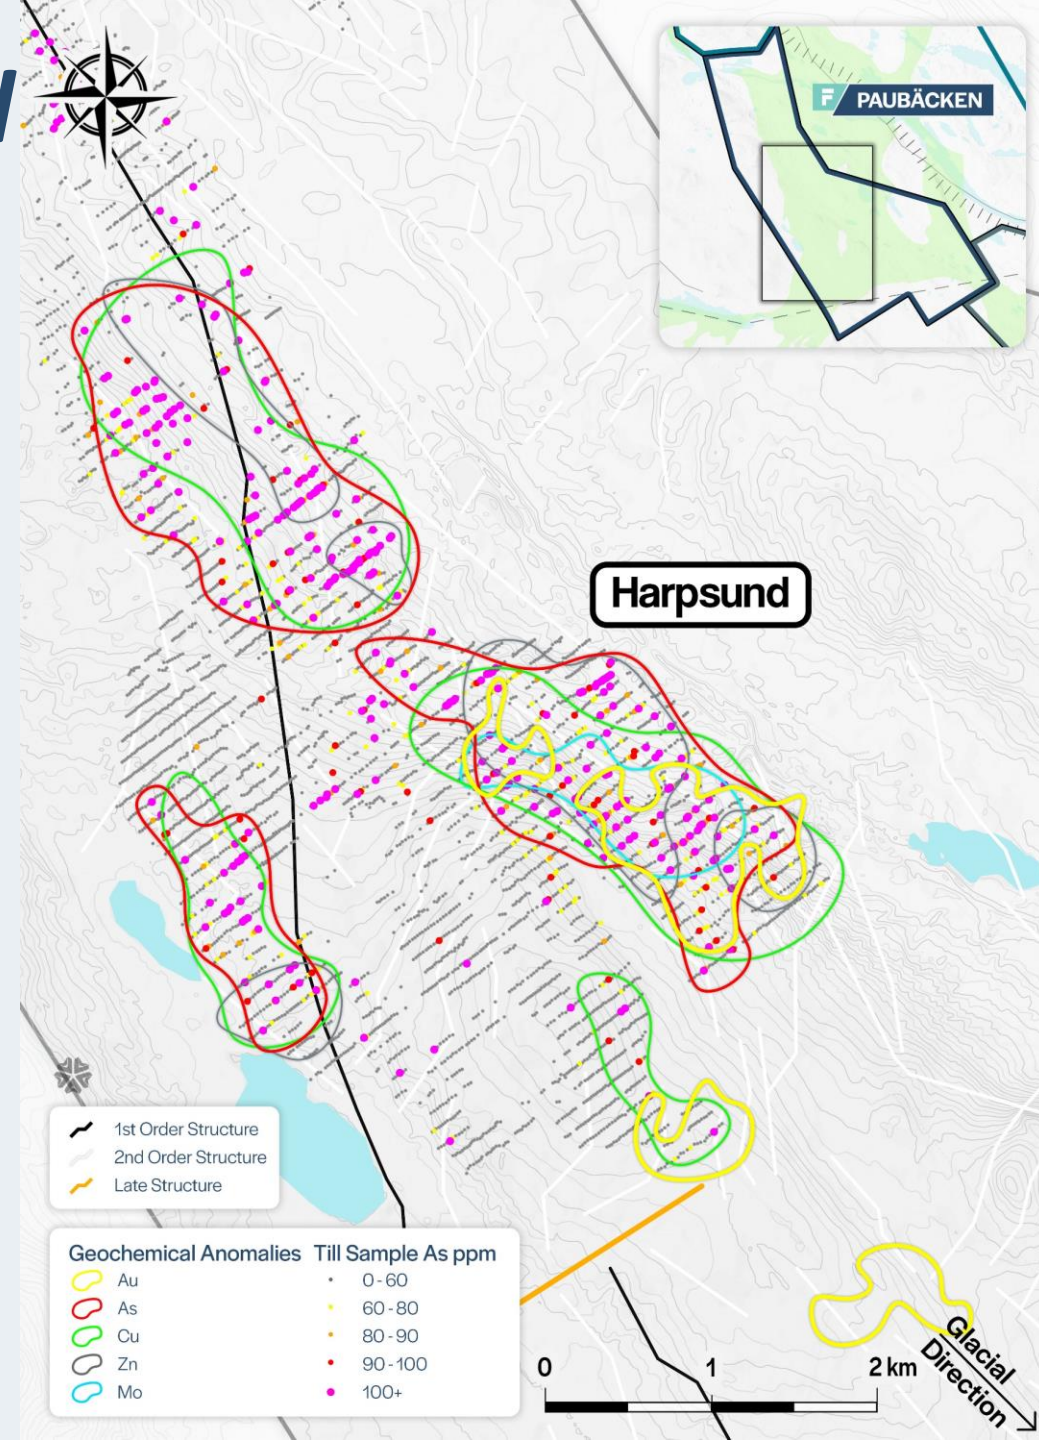 F PAUBÄCKEN
Harpsund
1st Order Structure
2nd Order Structure
Late Structure
Geochemical Anomalies
Au
As
Cu
Zn
Mo
Till Sample As ppm
0-60
60-80
80-90
90-100
100+
0 1 2 km
Glacial
Direction